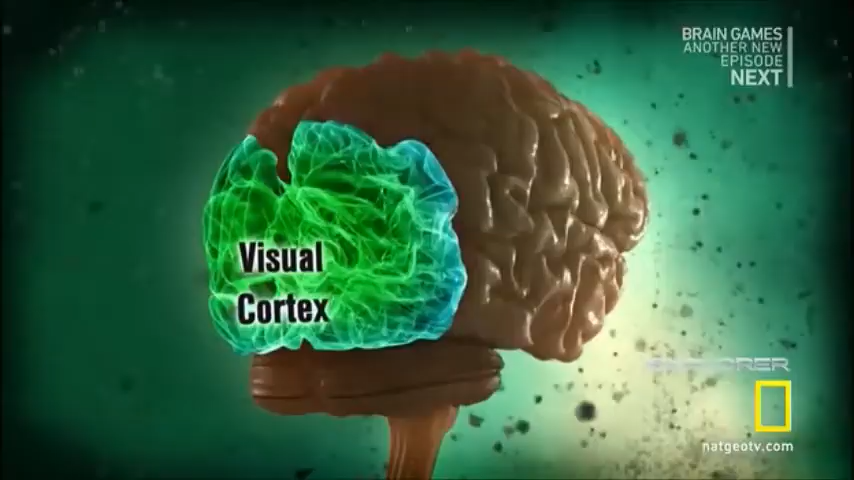 BRAIN GAMES
ANOTHER NEW
EPISODE
NEXT
Visual
Cortex
natgeotv.com